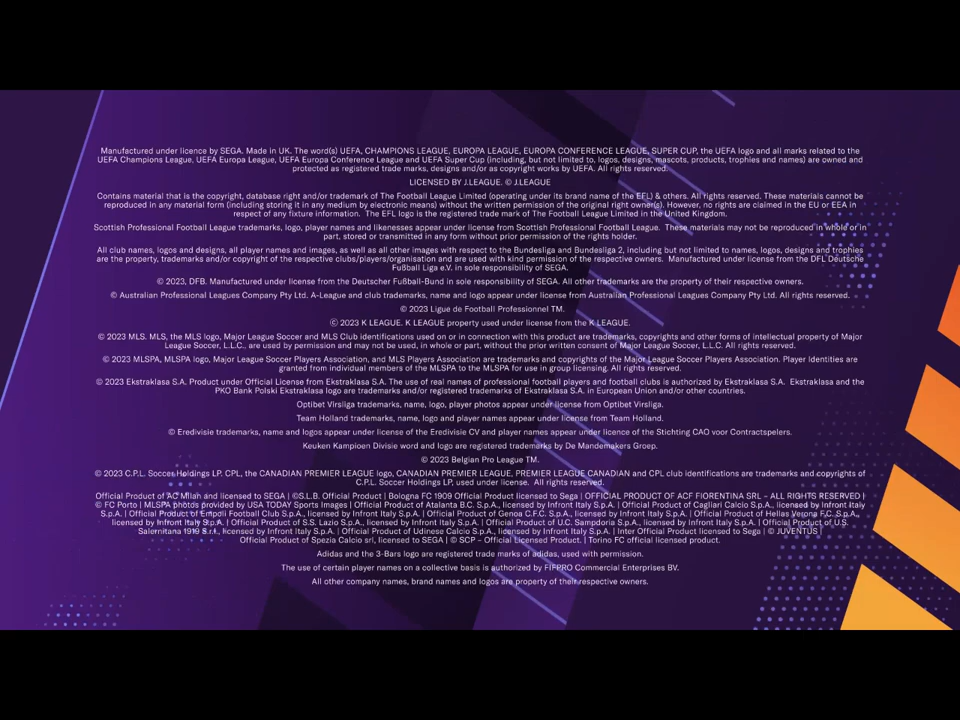 Manufactured under licence by SEGA. Made in UK. The word(s) UEFA, CHAMPIONS LEAGUE, EUROPA LEAGUE, EUROPA CONFERENCE LEAGUE, SUPER CUP, the UEFA logo and all marks related to the
UEFA Champions League, UEFA Europa League, UEFA Europa Conference League and UEFA Super Cup (including, but not limited to, logos, designs, mascots, products, trophies and names) are owned and
protected as registered trade marks, designs and/or as copyright works by UEFA. All rights reserved.
LICENSED BY J.LEAGUE. © J.LEAGUE
Contains material that is the copyright, database right and/or trademark of The Football League Limited (operating under its brand name of the EFL) & others. All rights reserved. These materials cannot be
reproduced in any material form (including storing it in any medium by electronic means) without the written permission of the original right owner(s). However, no rights are claimed in the EU or EEA in
respect of any fixture information. The EFL logo is the registered trade mark of The Football League Limited in the United Kingdom.
Scottish Professional Football League trademarks, logo, player names and likenesses appear under license from Scottish Professional Football League. These materials may not be reproduced in whole or in
part, stored or transmitted in any form without prior permission of the rights holder.
All club names, logos and designs, all player names and images, as well as all other images with respect to the Bundesliga and Bundesliga 2, including but not limited to names, logos, designs and trophies
are the property, trademarks and/or copyright of the respective clubs/players/organisation and are used with kind permission of the respective owners. Manufactured under license from the DFL Deutsche
Fußball Liga e.V. in sole responsibility of SEGA.
© 2023, DFB. Manufactured under license from the Deutscher Fußball-Bund in sole responsibility of SEGA. All other trademarks are the property of their respective owners.
© Australian Professional Leagues Company Pty Ltd. A-League and club trademarks, name and logo appear under license from Australian Professional Leagues Company Pty Ltd. All rights reserved.
© 2023 Ligue de Football Professionnel TM.
ⓒ 2023 K LEAGUE. K LEAGUE property used under license from the K LEAGUE.
© 2023 MLS. MLS, the MLS logo, Major League Soccer and MLS Club identifications used on or in connection with this product are trademarks, copyrights and other forms of intellectual property of Major
League Soccer, L.L.C., are used by permission and may not be used, in whole or part, without the prior written consent of Major League Soccer, L.L.C. All rights reserved.
© 2023 MLSPA, MLSPA logo, Major League Soccer Players Association, and MLS Players Association are trademarks and copyrights of the Major League Soccer Players Association. Player Identities are
granted from individual members of the MLSPA to the MLSPA for use in group licensing. All rights reserved.
© 2023 Ekstraklasa S.A. Product under Official License from Ekstraklasa S.A. The use of real names of professional football players and football clubs is authorized by Ekstraklasa S.A. Ekstraklasa and the
PKO Bank Polski Ekstraklasa logo are trademarks and/or registered trademarks of Ekstraklasa S.A. in European Union and/or other countries.
Optibet Virsliga trademarks, name, logo, player photos appear under license from Optibet Virsliga.
Team Holland trademarks, name, logo and player names appear under license from Team Holland.
© Eredivisie trademarks, name and logos appear under license of the Eredivisie CV and player names appear under licence of the Stichting CAO voor Contractspelers.
Keuken Kampioen Divisie word and logo are registered trademarks by De Mandemakers Groep.
© 2023 Belgian Pro League TM.
© 2023 C.P.L. Soccer Holdings LP. CPL, the CANADIAN PREMIER LEAGUE logo, CANADIAN PREMIER LEAGUE, PREMIER LEAGUE CANADIAN and CPL club identifications are trademarks and copyrights of
C.P.L. Soccer Holdings LP, used under license. All rights reserved.
Official Product of AC Milan and licensed to SEGA | ©S.L.B. Official Product | Bologna FC 1909 Official Product licensed to Sega | OFFICIAL PRODUCT OF ACF FIORENTINA SRL – ALL RIGHTS RESERVED |
© FC Porto | MLSPA photos provided by USA TODAY Sports Images | Official Product of Atalanta B.C. S.p.A., licensed by Infront Italy S.p.A. | Official Product of Cagliari Calcio S.p.A., licensed by Infront Italy
S.p.A. | Official Product of Empoli Football Club S.p.A., licensed by Infront Italy S.p.A. | Official Product of Genoa C.F.C. S.p.A., licensed by Infront Italy S.p.A. | Official Product of Hellas Verona F.C. S.p.A.,
licensed by Infront Italy S.p.A. | Official Product of S.S. Lazio S.p.A., licensed by Infront Italy S.p.A. | Official Product of U.C. Sampdoria S.p.A., licensed by Infront Italy S.p.A. | Official Product of U.S.
Salernitana 1919 S.r.l., licensed by Infront Italy S.p.A. | Official Product of Udinese Calcio S.p.A., licensed by Infront Italy S.p.A. | Inter Official Product licensed to Sega | © JUVENTUS |
Official Product of Spezia Calcio srl, licensed to SEGA | © SCP – Official Licensed Product. | Torino FC official licensed product.
Adidas and the 3-Bars logo are registered trade marks of adidas, used with permission.
The use of certain player names on a collective basis is authorized by FIFPRO Commercial Enterprises BV.
All other company names, brand names and logos are property of their respective owners.